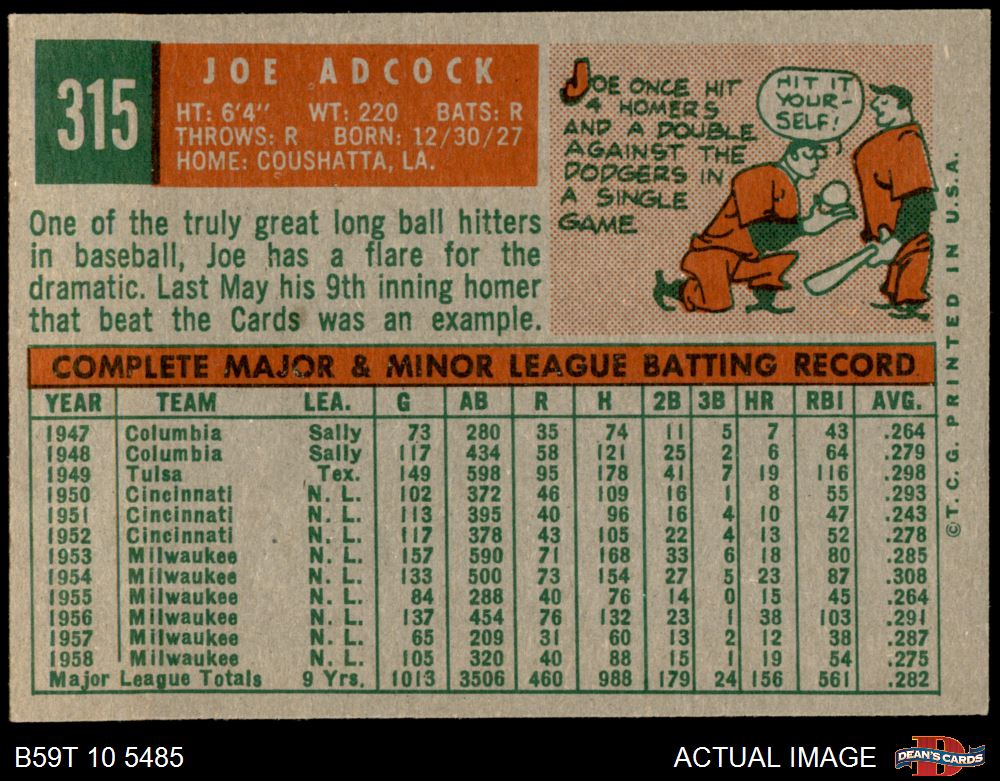 315
JOE ADCOCK
HT: 6'4" WT: 220 BATS: R
THROWS: R BORN: 12/30/27
HOME: COUSHATTA, LA.
JOE ONCE HIT
4 HOMERS
AND A DOUBLE
AGAINST THE
DODGERS IN
A SINGLE
GAME
HIT IT
YOUR-
SELF!
One of the truly great long ball hitters
in baseball, Joe has a flare for the
dramatic. Last May his 9th inning homer
that beat the Cards was an example.
COMPLETE MAJOR & MINOR LEAGUE BATTING RECORD
YEAR TEAM LEA. G AB R H 2B 3B HR RBI AVG.
1947 Columbia Sally 73 280 35 74 11 5 7 43 .264
1948 Columbia Sally 117 434 58 121 25 2 6 64 .279
1949 Tulsa Tex. 149 598 95 178 41 7 19 116 .298
1950 Cincinnati N. L. 102 372 46 109 16 1 8 55 .293
1951 Cincinnati N. L. 113 395 40 96 16 4 10 47 .243
1952 Cincinnati N. L. 117 378 43 105 22 4 13 52 .278
1953 Milwaukee N. L. 157 590 71 168 33 6 18 80 .285
1954 Milwaukee N. L. 133 500 73 154 27 5 23 87 .308
1955 Milwaukee N. L. 84 288 40 76 14 0 15 45 .264
1956 Milwaukee N. L. 137 454 76 132 23 1 38 103 .291
1957 Milwaukee N. L. 65 209 31 60 13 2 12 38 .287
1958 Milwaukee N. L. 105 320 40 88 15 1 19 54 .275
Major League Totals 9 Yrs. 1013 3506 460 988 179 24 156 561 .282
©T. C. G. PRINTED IN U.S.A.
B59T 10 5485
ACTUAL IMAGE
D
DEAN'S CARDS